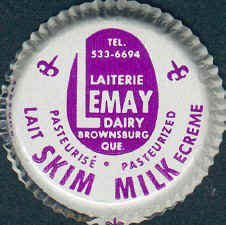 TEL.
533-6694
LAITERIE
LEMAY
DAIRY
BROWNSBURG
QUE.
PASTEURISÉ • PASTEURIZED
LAIT SKIM MILK ECREME